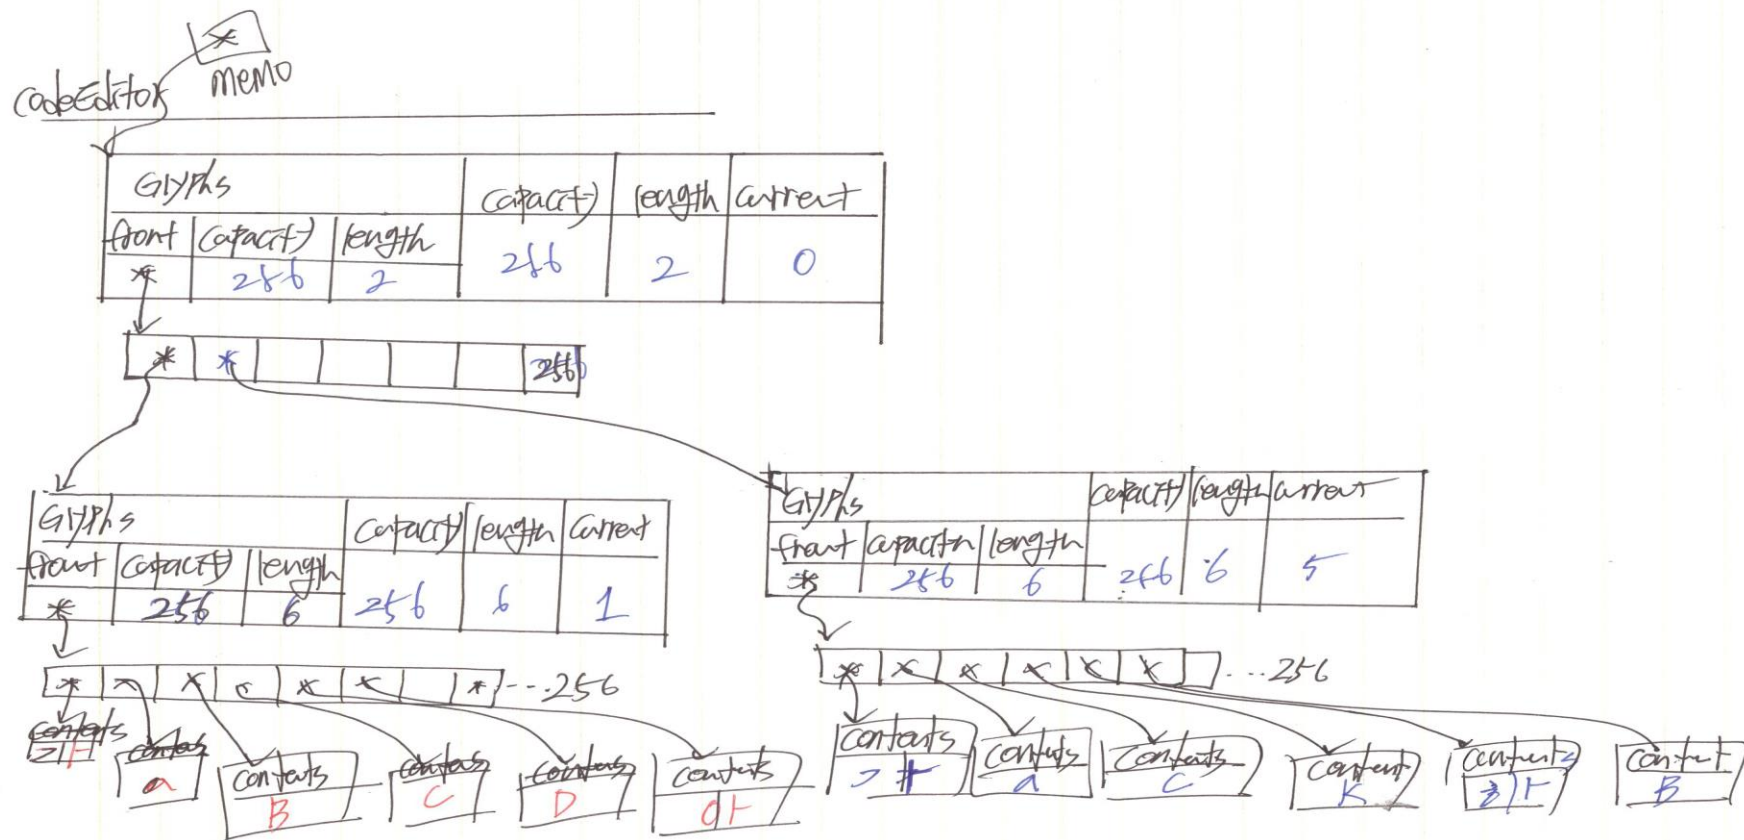 *
MEMO
CodeEditor
Glyphs capacity length current
front capacity length
* 256 2 256 2 0
* * 256
Glyphs capacity length current
front capacity length
* 256 6 256 6 1
Glyphs capacity length current
front capacity length
* 256 6 256 6 5
* * * * * * ...256
* * * * * * ...256
contents
contents
a
contents
B
contents
C
contents
D
contents
contents
contents
a
contents
C
content
K
contents
content
B